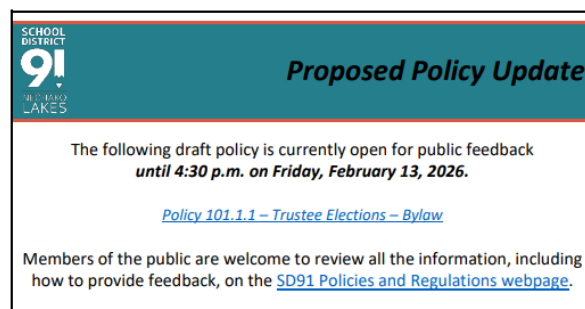 SCHOOL
DISTRICT
91
NECHAKO
LAKES
Proposed Policy Update
The following draft policy is currently open for public feedback
until 4:30 p.m. on Friday, February 13, 2026.
Policy 101.1.1 – Trustee Elections – Bylaw
Members of the public are welcome to review all the information, including
how to provide feedback, on the SD91 Policies and Regulations webpage.